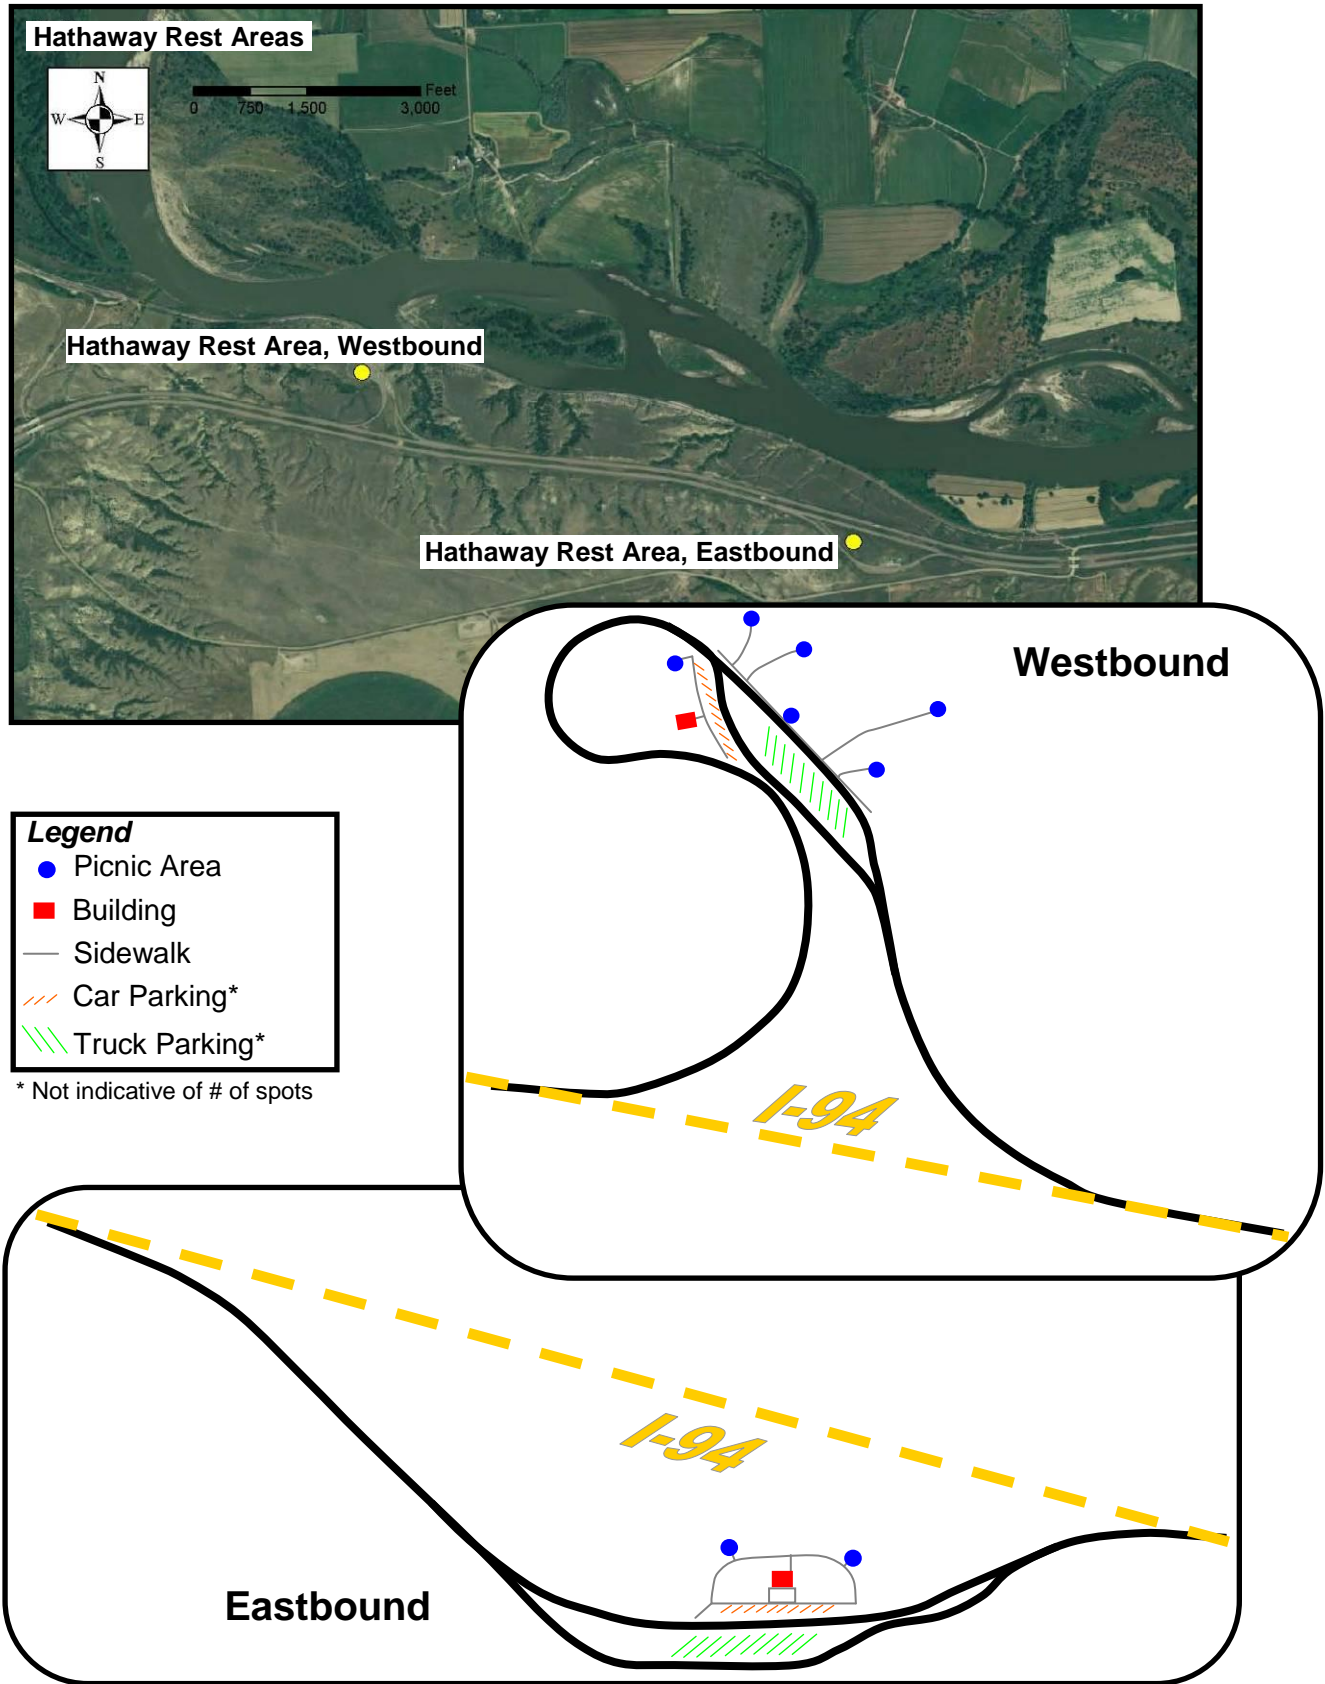 Hathaway Rest Areas
N
W E
S
Feet
0 750 1,500 3,000
Hathaway Rest Area, Westbound
Hathaway Rest Area, Eastbound
Westbound
Legend
Picnic Area
Building
Sidewalk
Car Parking*
Truck Parking*
* Not indicative of # of spots
I-94
I-94
Eastbound